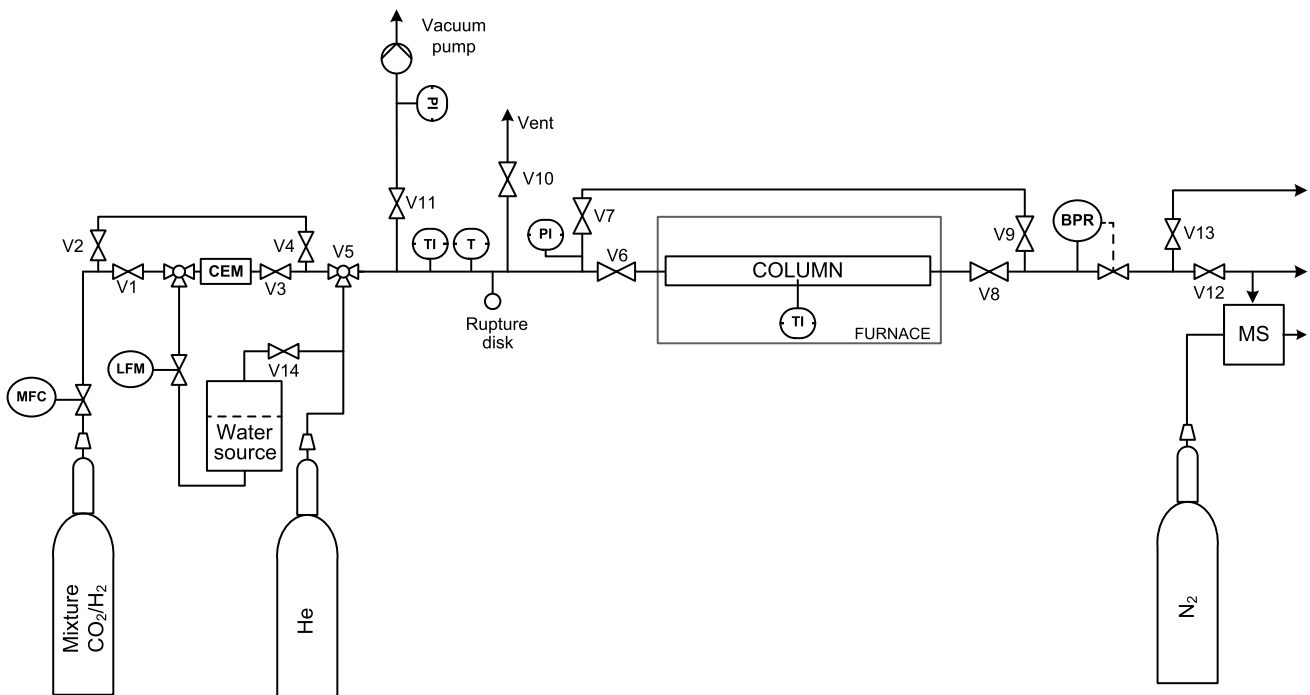 Vacuum
pump
PI
Vent
V10
V11
V7
V2
V4
V5
TI
T
PI
V6
V9
BPR
V13
V1
CEM
V3
COLUMN
V8
V12
TI
Rupture
disk
FURNACE
MS
LFM
V14
MFC
Water
source
Mixture
CO₂/H₂
He
N₂